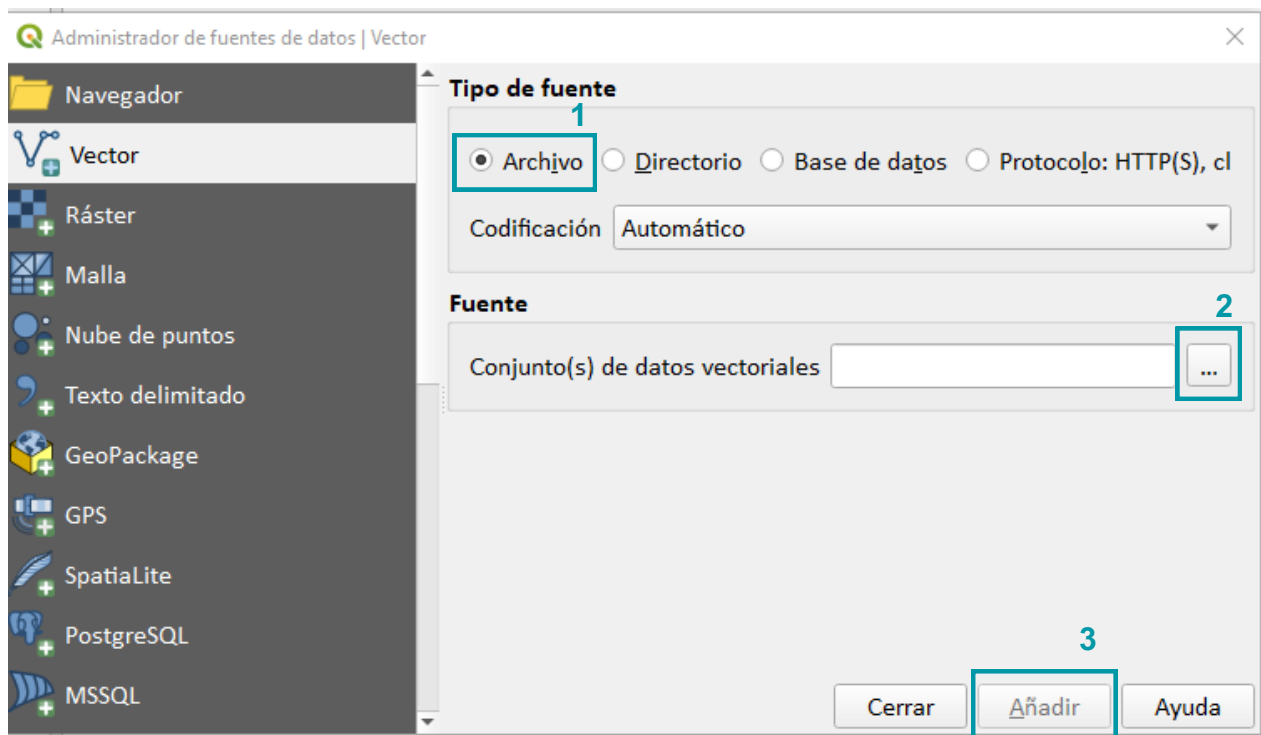 Administrador de fuentes de datos | Vector
Navegador
Vector
Ráster
Malla
Nube de puntos
Texto delimitado
GeoPackage
GPS
SpatiaLite
PostgreSQL
MSSQL
Tipo de fuente
1
Archivo Directorio Base de datos Protocolo: HTTP(S), cl
Codificación Automático
Fuente
2
Conjunto(s) de datos vectoriales ...
3
Cerrar Añadir Ayuda